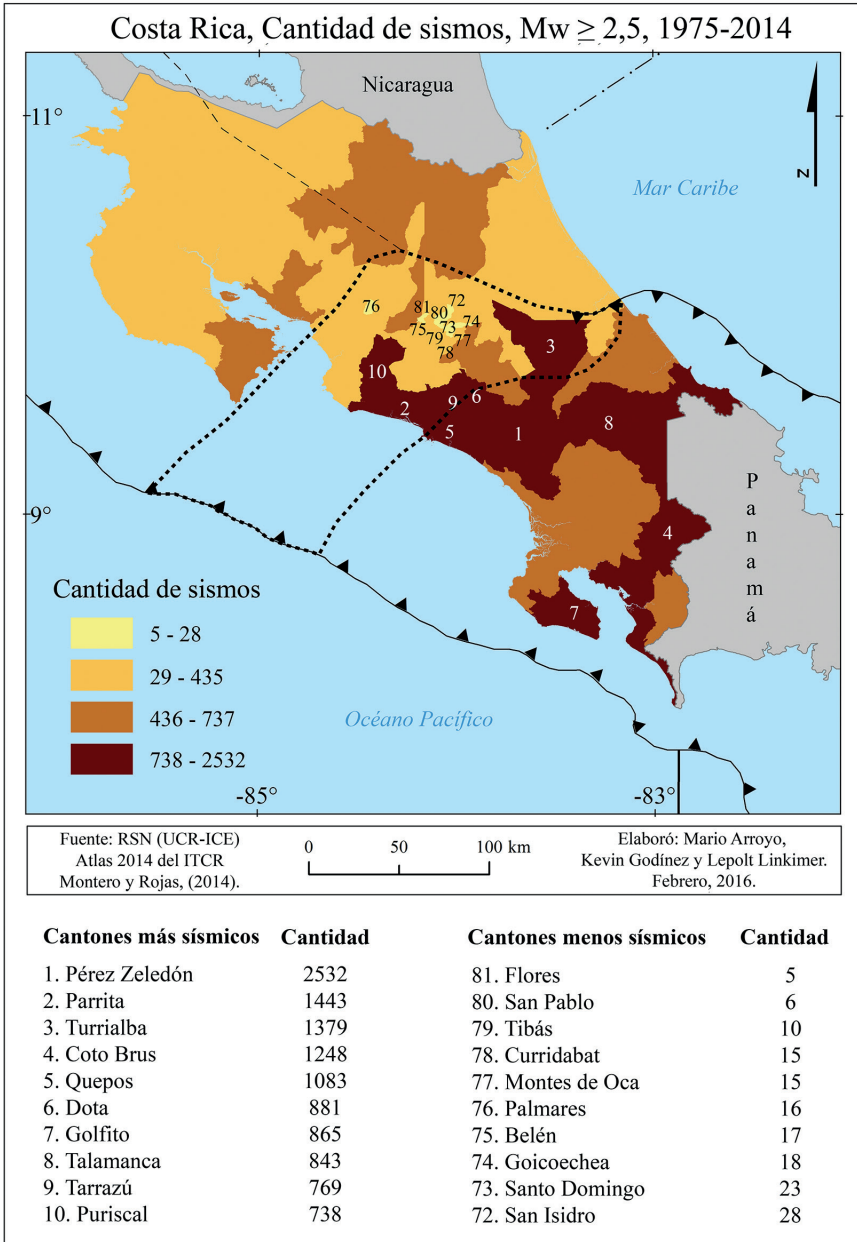 Costa Rica, Cantidad de sismos, Mw ≥ 2,5, 1975-2014
Nicaragua
11°
N
Mar Caribe
76
81
72
80
75
73
74
79
77
78
3
10
2
9
6
5
1
8
9°
4
Panamá
7
Cantidad de sismos
5 - 28
29 - 435
436 - 737
738 - 2532
Océano Pacífico
-85°
-83°
Fuente: RSN (UCR-ICE)
Atlas 2014 del ITCR
Montero y Rojas, (2014).
0 50 100 km
Elaboró: Mario Arroyo,
Kevin Godínez y Lepolt Linkimer.
Febrero, 2016.
Cantones más sísmicos Cantidad
1. Pérez Zeledón 2532
2. Parrita 1443
3. Turrialba 1379
4. Coto Brus 1248
5. Quepos 1083
6. Dota 881
7. Golfito 865
8. Talamanca 843
9. Tarrazú 769
10. Puriscal 738
Cantones menos sísmicos Cantidad
81. Flores 5
80. San Pablo 6
79. Tibás 10
78. Curridabat 15
77. Montes de Oca 15
76. Palmares 16
75. Belén 17
74. Goicoechea 18
73. Santo Domingo 23
72. San Isidro 28